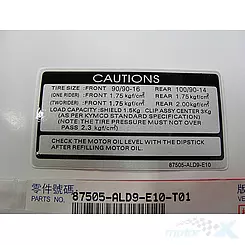 CAUTIONS
TIRE SIZE : FRONT 90/90-16 REAR 100/90-14
(ONE RIDER) FRONT 1.75 kgf/cm² REAR 1.75 kgf/cm²
(TWORIDER) FRONT 1.75 kgf/cm² REAR 2.00 kgf/cm²
LOAD CAPACITY : SHIELD 1.5Kg CLIP ASSY CENTER 3Kg
(AS PER KYMCO STANDARD SPECIFICATION)
(NOTE:THE TIRE PRESSURE MUST NOT OVER
PASS 2.3 kgf/cm²)
CHECK THE MOTOR OIL LEVEL WITH THE DIPSTICK
AFTER REFILLING MOTOR OIL.
87505-ALD9-E10
零件號碼:
PARTS NO. 87505-ALD9-E10-T01